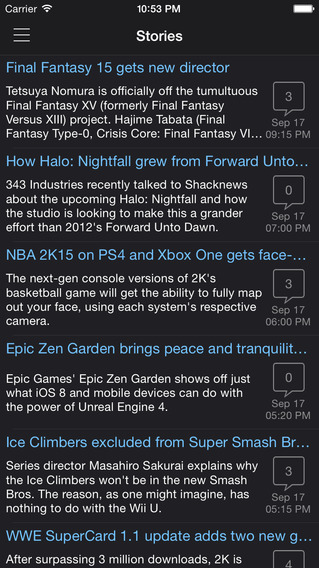 Carrier 10:53 PM
Stories
Final Fantasy 15 gets new director
Tetsuya Nomura is officially off the tumultuous
Final Fantasy XV (formerly Final Fantasy
Versus XIII) project. Hajime Tabata (Final
Fantasy Type-0, Crisis Core: Final Fantasy VI...
3
Sep 17
09:15 PM
How Halo: Nightfall grew from Forward Unto...
343 Industries recently talked to Shacknews
about the upcoming Halo: Nightfall and how
the studio is looking to make this a grander
effort than 2012's Forward Unto Dawn.
0
Sep 17
07:00 PM
NBA 2K15 on PS4 and Xbox One gets face-...
The next-gen console versions of 2K's
basketball game will get the ability to fully map
out your face, using each system's respective
camera.
3
Sep 17
06:00 PM
Epic Zen Garden brings peace and tranquilit...
Epic Games' Epic Zen Garden shows off just
what iOS 8 and mobile devices can do with
the power of Unreal Engine 4.
0
Sep 17
05:20 PM
Ice Climbers excluded from Super Smash Br...
Series director Masahiro Sakurai explains why
the Ice Climbers won't be in the new Smash
Bros. The reason, as one might imagine, has
nothing to do with the Wii U.
3
Sep 17
05:15 PM
WWE SuperCard 1.1 update adds two new g...
After surpassing 3 million downloads, 2K is
4